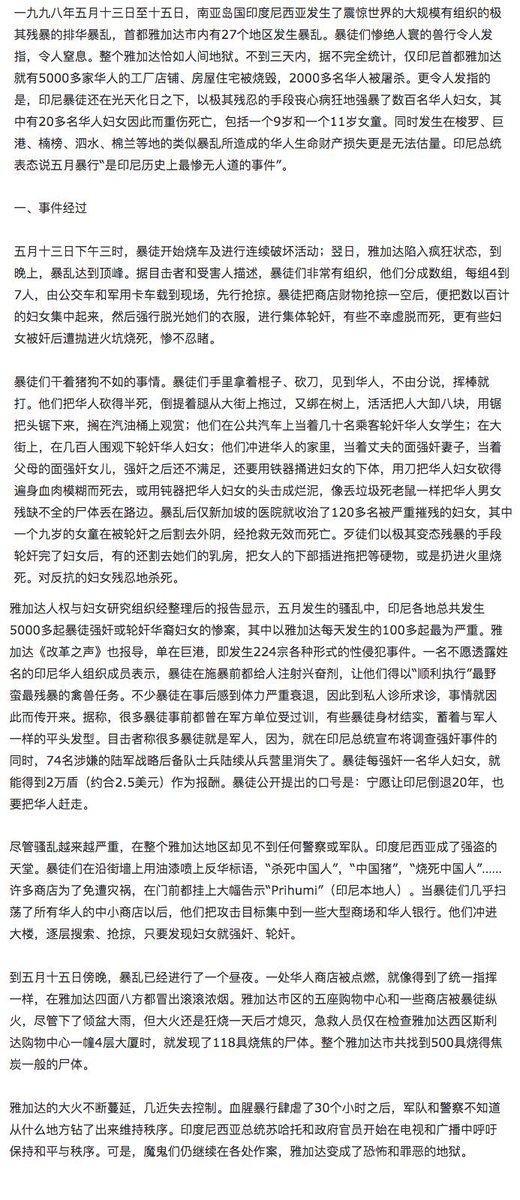 一九九八年五月十三日至十五日，南亚岛国印度尼西亚发生了震惊世界的大规模有组织的极
其残暴的排华暴乱，首都雅加达市内有27个地区发生暴乱。暴徒们惨绝人寰的兽行令人发
指，令人窒息。整个雅加达恰如人间地狱。不到三天内，据不完全统计，仅印尼首都雅加达
就有5000多家华人的工厂店铺、房屋住宅被烧毁，2000多名华人被屠杀。更令人发指的
是，印尼暴徒还在光天化日之下，以极其残忍的手段丧心病狂地强暴了数百名华人妇女，其
中有20多名华人妇女因此而重伤死亡，包括一个9岁和一个11岁女童。同时发生在梭罗、巨
港、楠榜、泗水、棉兰等地的类似暴乱所造成的华人生命财产损失更是无法估量。印尼总统
表态说五月暴行“是印尼历史上最惨无人道的事件”。
一、事件经过
五月十三日下午三时，暴徒开始烧车及进行连续破坏活动；翌日，雅加达陷入疯狂状态，到
晚上，暴乱达到顶峰。据目击者和受害人描述，暴徒们非常有组织，他们分成数组，每组4到
7人，由公交车和军用卡车载到现场，先行抢掠。暴徒把商店财物抢掠一空后，便把数以百计
的妇女集中起来，然后强行脱光她们的衣服，进行集体轮奸，有些不幸虚脱而死，更有些妇
女被奸后遭抛进火坑烧死，惨不忍睹。
暴徒们干着猪狗不如的事情。暴徒们手里拿着棍子、砍刀，见到华人，不由分说，挥棒就
打。他们把华人砍得半死，倒提着腿从大街上拖过，又绑在树上，活活把人大卸八块，用锯
把头锯下来，搁在汽油桶上观赏；他们在公共汽车上当着几十名乘客轮奸华人女学生；在大
街上，在几百人围观下轮奸华人妇女；他们冲进华人的家里，当着丈夫的面强奸妻子，当着
父母的面强奸女儿，强奸之后还不满足，还要用铁器捅进妇女的下体，用刀把华人妇女砍得
遍身血肉模糊而死去，或用钝器把华人妇女的头击成烂泥，像丢垃圾死老鼠一样把华人男女
残缺不全的尸体丢在路边。暴乱后仅新加坡的医院就收治了120多名被严重摧残的妇女，其中
一个九岁的女童在被轮奸之后割去外阴，经抢救无效而死亡。歹徒们以极其变态残暴的手段
轮奸完了妇女后，有的还割去她们的乳房，把女人的下部插进拖把等硬物，或是扔进火里烧
死。对反抗的妇女残忍地杀死。
雅加达人权与妇女研究组织经整理后的报告显示，五月发生的骚乱中，印尼各地总共发生
5000多起暴徒强奸或轮奸华裔妇女的惨案，其中以雅加达每天发生的100多起最为严重。雅
加达《改革之声》也报导，单在巨港，即发生224宗各种形式的性侵犯事件。一名不愿透露姓
名的印尼华人组织成员表示，暴徒在施暴前都给人注射兴奋剂，让他们得以“顺利执行”最野
蛮最残暴的禽兽任务。不少暴徒在事后感到体力严重衰退，因此到私人诊所求诊，事情就因
此而传开来。据称，很多暴徒事前都曾在军方单位受过训，有些暴徒身材结实，蓄着与军人
一样的平头发型。目击者称很多暴徒就是军人，因为，就在印尼总统宣布将调查强奸事件的
同时，74名涉嫌的陆军战略后备队士兵陆续从兵营里消失了。暴徒每强奸一名华人妇女，就
能得到2万盾（约合2.5美元）作为报酬。暴徒公开提出的口号是：宁愿让印尼倒退20年，也
要把华人赶走。
尽管骚乱越来越严重，在整个雅加达地区却见不到任何警察或军队。印度尼西亚成了强盗的
天堂。暴徒们在沿街墙上用油漆喷上反华标语，“杀死中国人”，“中国猪”，“烧死中国人”……
许多商店为了免遭灾祸，在门前都挂上大幅告示“Prihumi”（印尼本地人）。当暴徒们几乎扫
荡了所有华人的中小商店以后，他们把攻击目标集中到一些大型商场和华人银行。他们冲进
大楼，逐层搜索、抢掠，只要发现妇女就强奸、轮奸。
到五月十五日傍晚，暴乱已经进行了一个昼夜。一处华人商店被点燃，就像得到了统一指挥
一样，在雅加达四面八方都冒出滚滚浓烟。雅加达市区的五座购物中心和一些商店被暴徒纵
火，尽管下了倾盆大雨，但大火还是狂烧一天后才熄灭，急救人员仅在检查雅加达西区斯利
达购物中心一幢4层大厦时，就发现了118具烧焦的尸体。整个雅加达市共找到500具烧得焦
炭一般的尸体。
雅加达的大火不断蔓延，几近失去控制。血腥暴行肆虐了30个小时之后，军队和警察不知道
从什么地方钻了出来维持秩序。印度尼西亚总统苏哈托和政府官员开始在电视和广播中呼吁
保持和平与秩序。可是，魔鬼们仍继续在各处作案，雅加达变成了恐怖和罪恶的地狱。